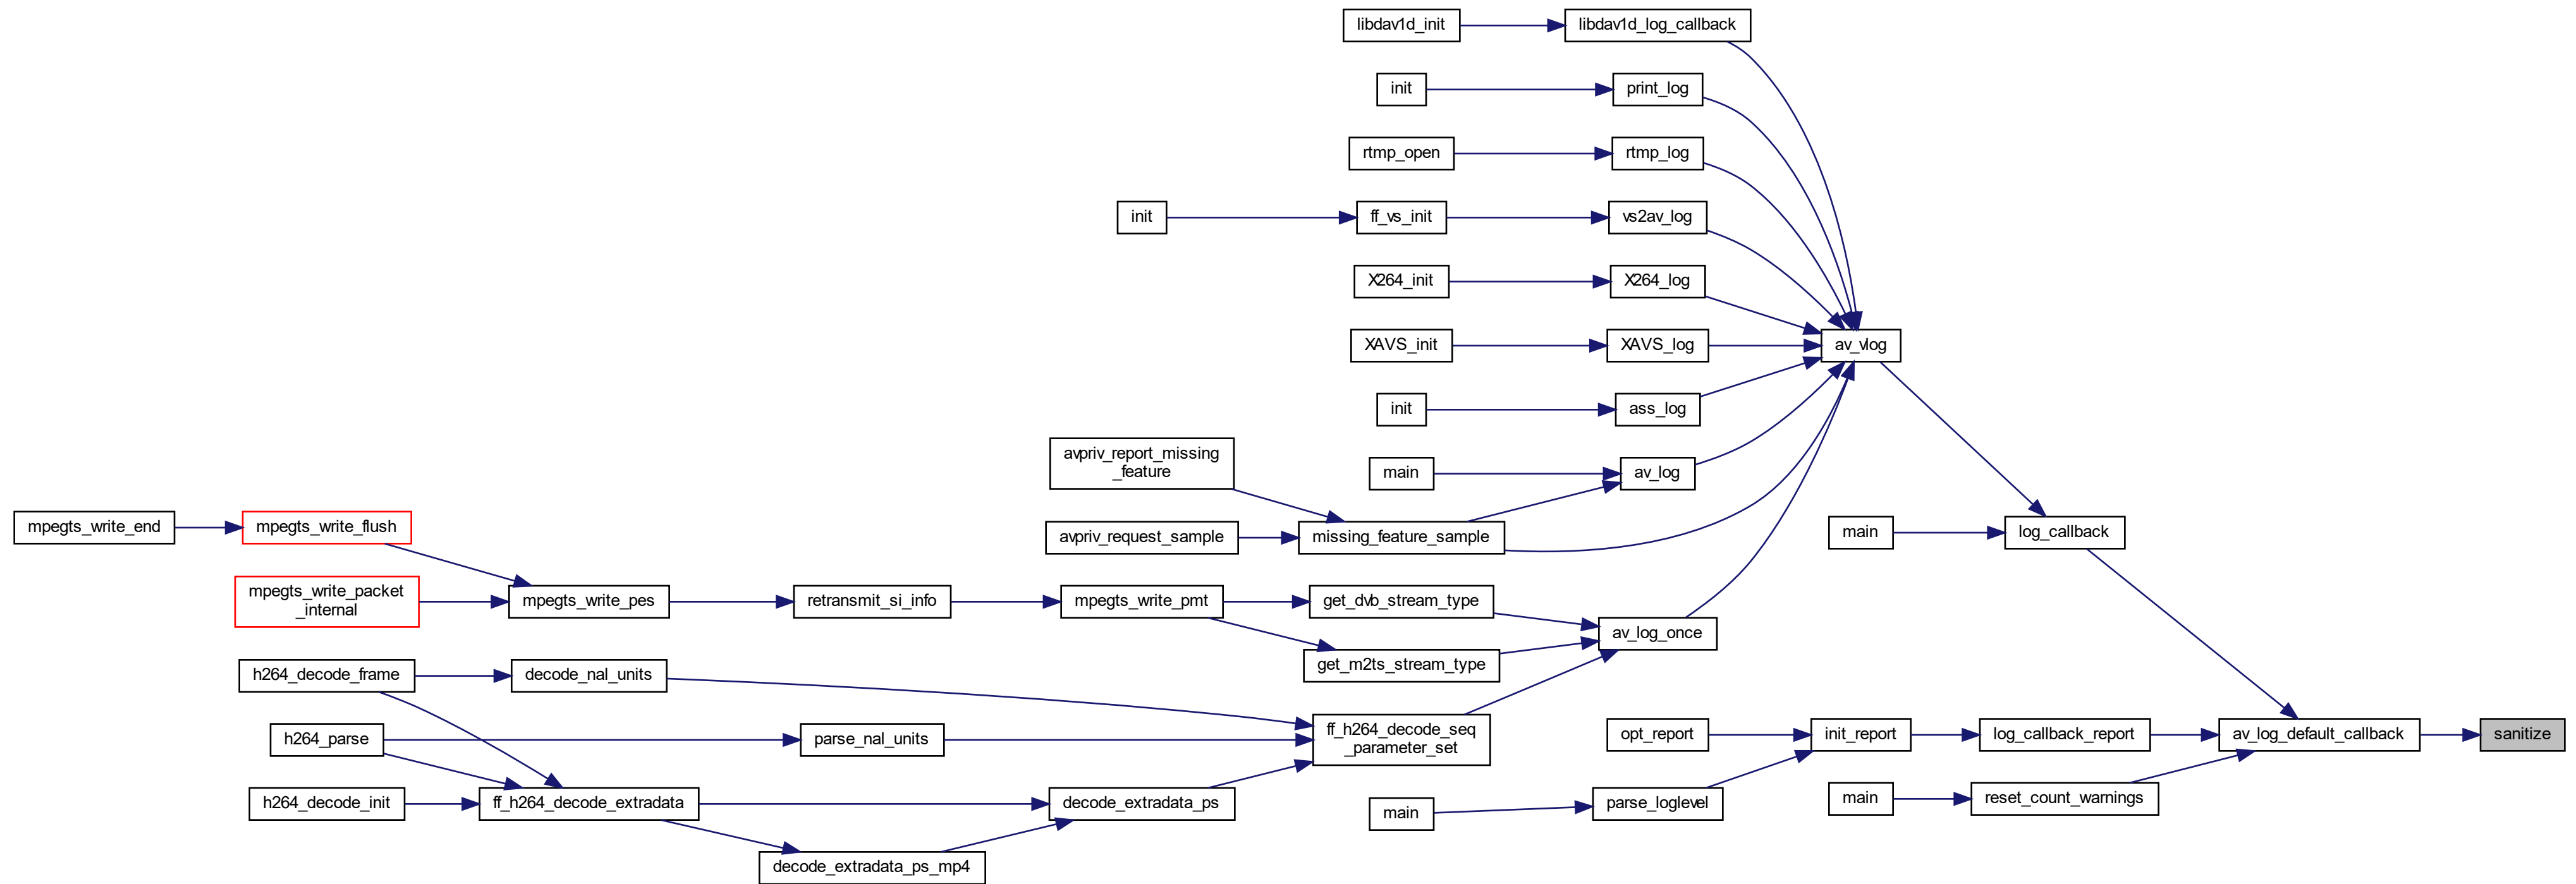 libdav1d_init
libdav1d_log_callback
init
print_log
rtmp_open
rtmp_log
init
ff_vs_init
vs2av_log
X264_init
X264_log
XAVS_init
XAVS_log
av_vlog
init
ass_log
avpriv_report_missing
_feature
main
av_log
mpegts_write_end
mpegts_write_flush
avpriv_request_sample
missing_feature_sample
main
log_callback
mpegts_write_packet
_internal
mpegts_write_pes
retransmit_si_info
mpegts_write_pmt
get_dvb_stream_type
av_log_once
get_m2ts_stream_type
h264_decode_frame
decode_nal_units
h264_parse
parse_nal_units
ff_h264_decode_seq
_parameter_set
opt_report
init_report
log_callback_report
av_log_default_callback
sanitize
h264_decode_init
ff_h264_decode_extradata
decode_extradata_ps
main
parse_loglevel
main
reset_count_warnings
decode_extradata_ps_mp4